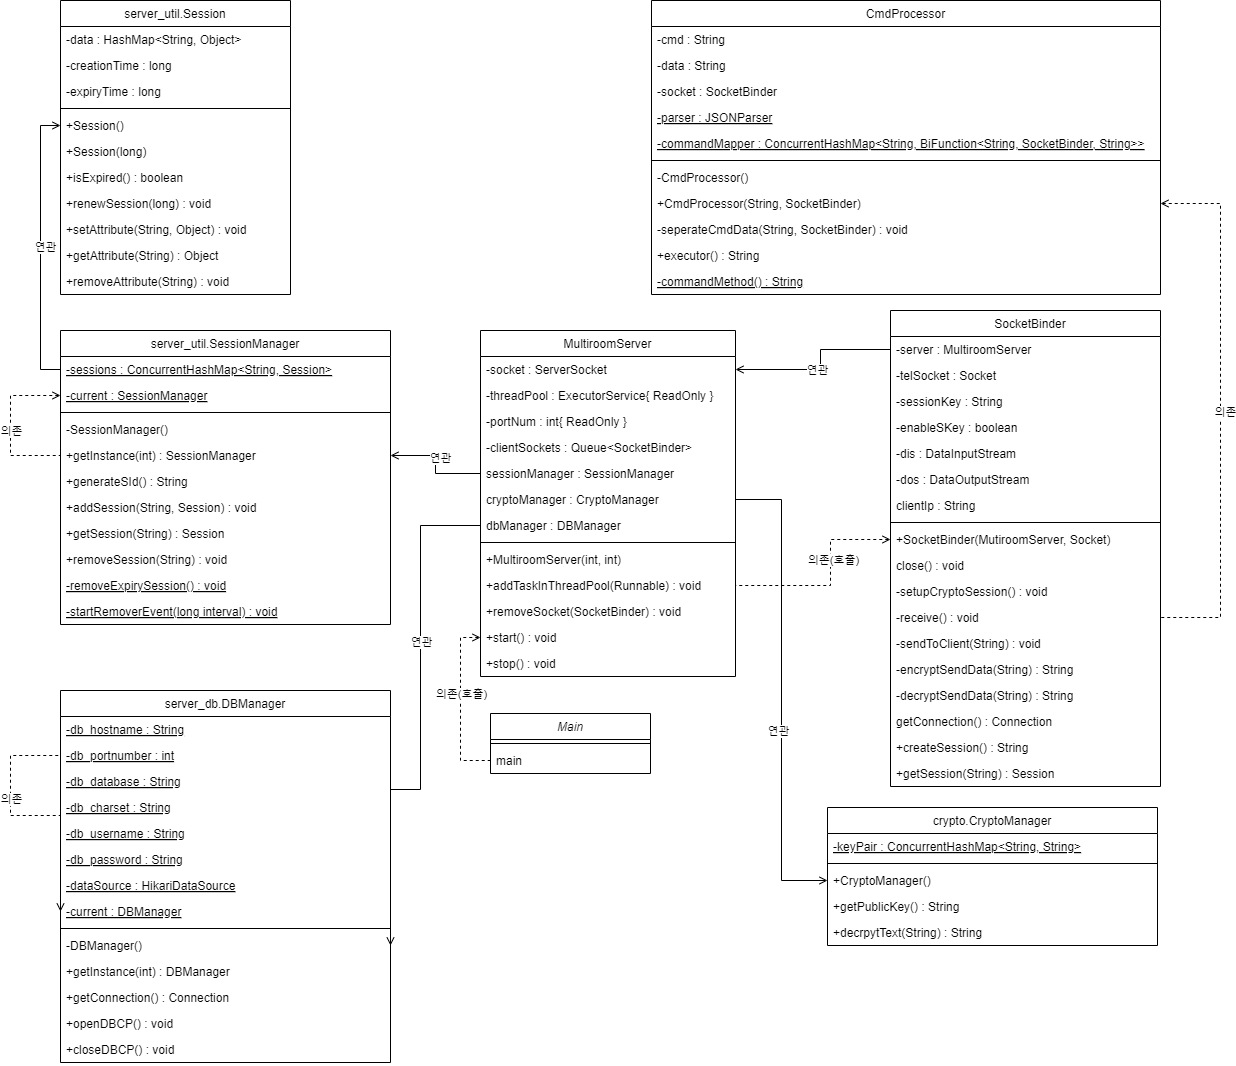 server_util.Session
-data : HashMap<String, Object>
-creationTime : long
-expiryTime : long
+Session()
+Session(long)
+isExpired() : boolean
+renewSession(long) : void
+setAttribute(String, Object) : void
+getAttribute(String) : Object
+removeAttribute(String) : void
연관
CmdProcessor
-cmd : String
-data : String
-socket : SocketBinder
-parser : JSONParser
-commandMapper : ConcurrentHashMap<String, BiFunction<String, SocketBinder, String>>
-CmdProcessor()
+CmdProcessor(String, SocketBinder)
-seperateCmdData(String, SocketBinder) : void
+executor() : String
-commandMethod() : String
의존
server_util.SessionManager
-sessions : ConcurrentHashMap<String, Session>
-current : SessionManager
-SessionManager()
+getInstance(int) : SessionManager
+generateSId() : String
+addSession(String, Session) : void
+getSession(String) : Session
+removeSession(String) : void
-removeExpirySession() : void
-startRemoverEvent(long interval) : void
의존
연관
MultiroomServer
-socket : ServerSocket
-threadPool : ExecutorService{ ReadOnly }
-portNum : int{ ReadOnly }
-clientSockets : Queue<SocketBinder>
sessionManager : SessionManager
cryptoManager : CryptoManager
dbManager : DBManager
+MultiroomServer(int, int)
+addTaskInThreadPool(Runnable) : void
+removeSocket(SocketBinder) : void
+start() : void
+stop() : void
연관
의존(호출)
SocketBinder
-server : MultiroomServer
-telSocket : Socket
-sessionKey : String
-enableSKey : boolean
-dis : DataInputStream
-dos : DataOutputStream
clientIp : String
+SocketBinder(MutiroomServer, Socket)
close() : void
-setupCryptoSession() : void
-receive() : void
-sendToClient(String) : void
-encryptSendData(String) : String
-decryptSendData(String) : String
getConnection() : Connection
+createSession() : String
+getSession(String) : Session
연관
의존(호출)
Main
main
연관
server_db.DBManager
-db_hostname : String
-db_portnumber : int
-db_database : String
-db_charset : String
-db_username : String
-db_password : String
-dataSource : HikariDataSource
-current : DBManager
-DBManager()
+getInstance(int) : DBManager
+getConnection() : Connection
+openDBCP() : void
+closeDBCP() : void
의존
crypto.CryptoManager
-keyPair : ConcurrentHashMap<String, String>
+CryptoManager()
+getPublicKey() : String
+decrpytText(String) : String